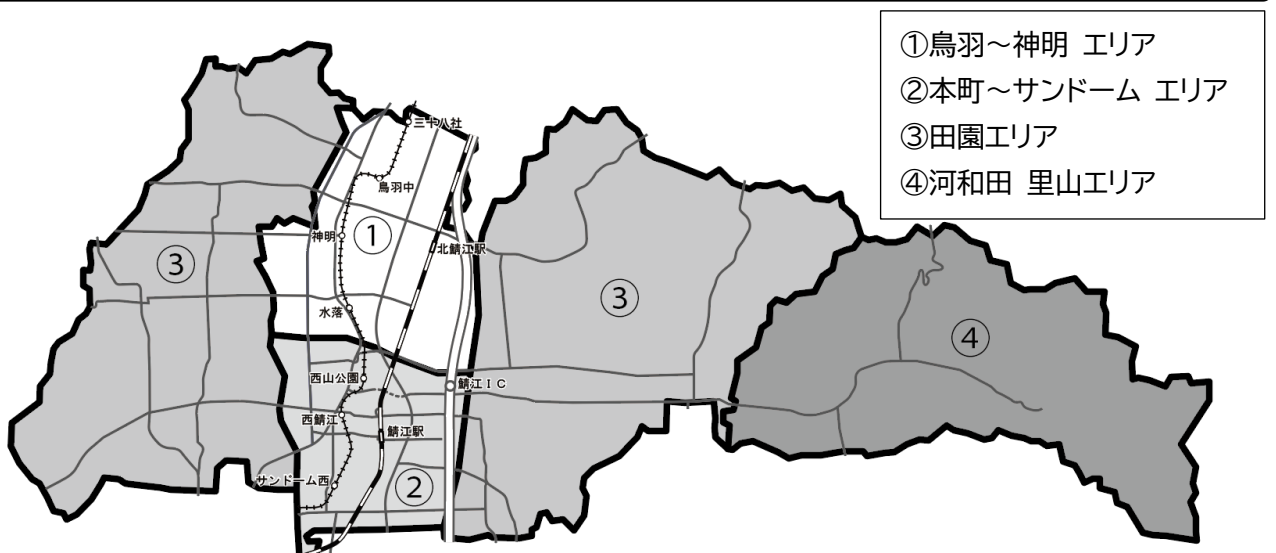 ①鳥羽～神明 エリア
②本町～サンドーム エリア
③田園エリア
④河和田 里山エリア
三十八社
鳥羽中
①
神明
北鯖江駅
③
③
水落
④
西山公園
鯖江ＩＣ
西鯖江
鯖江駅
サンドーム西
②